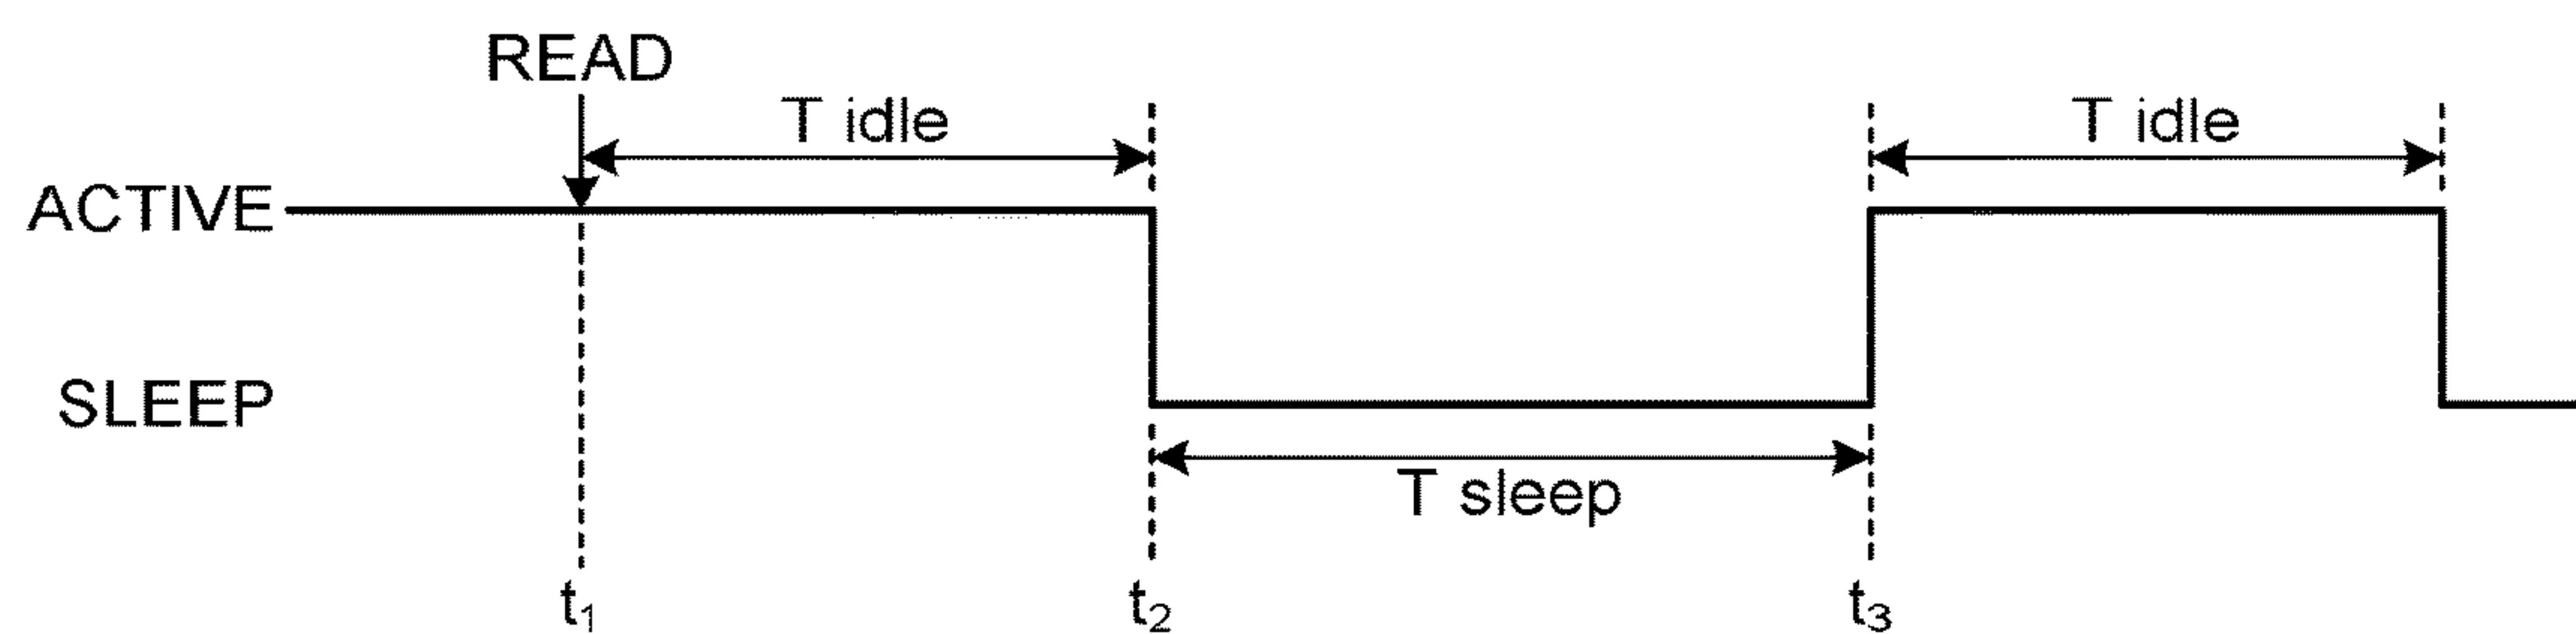 READ
T idle
T idle
ACTIVE
SLEEP
T sleep
t₁
t₂
t₃